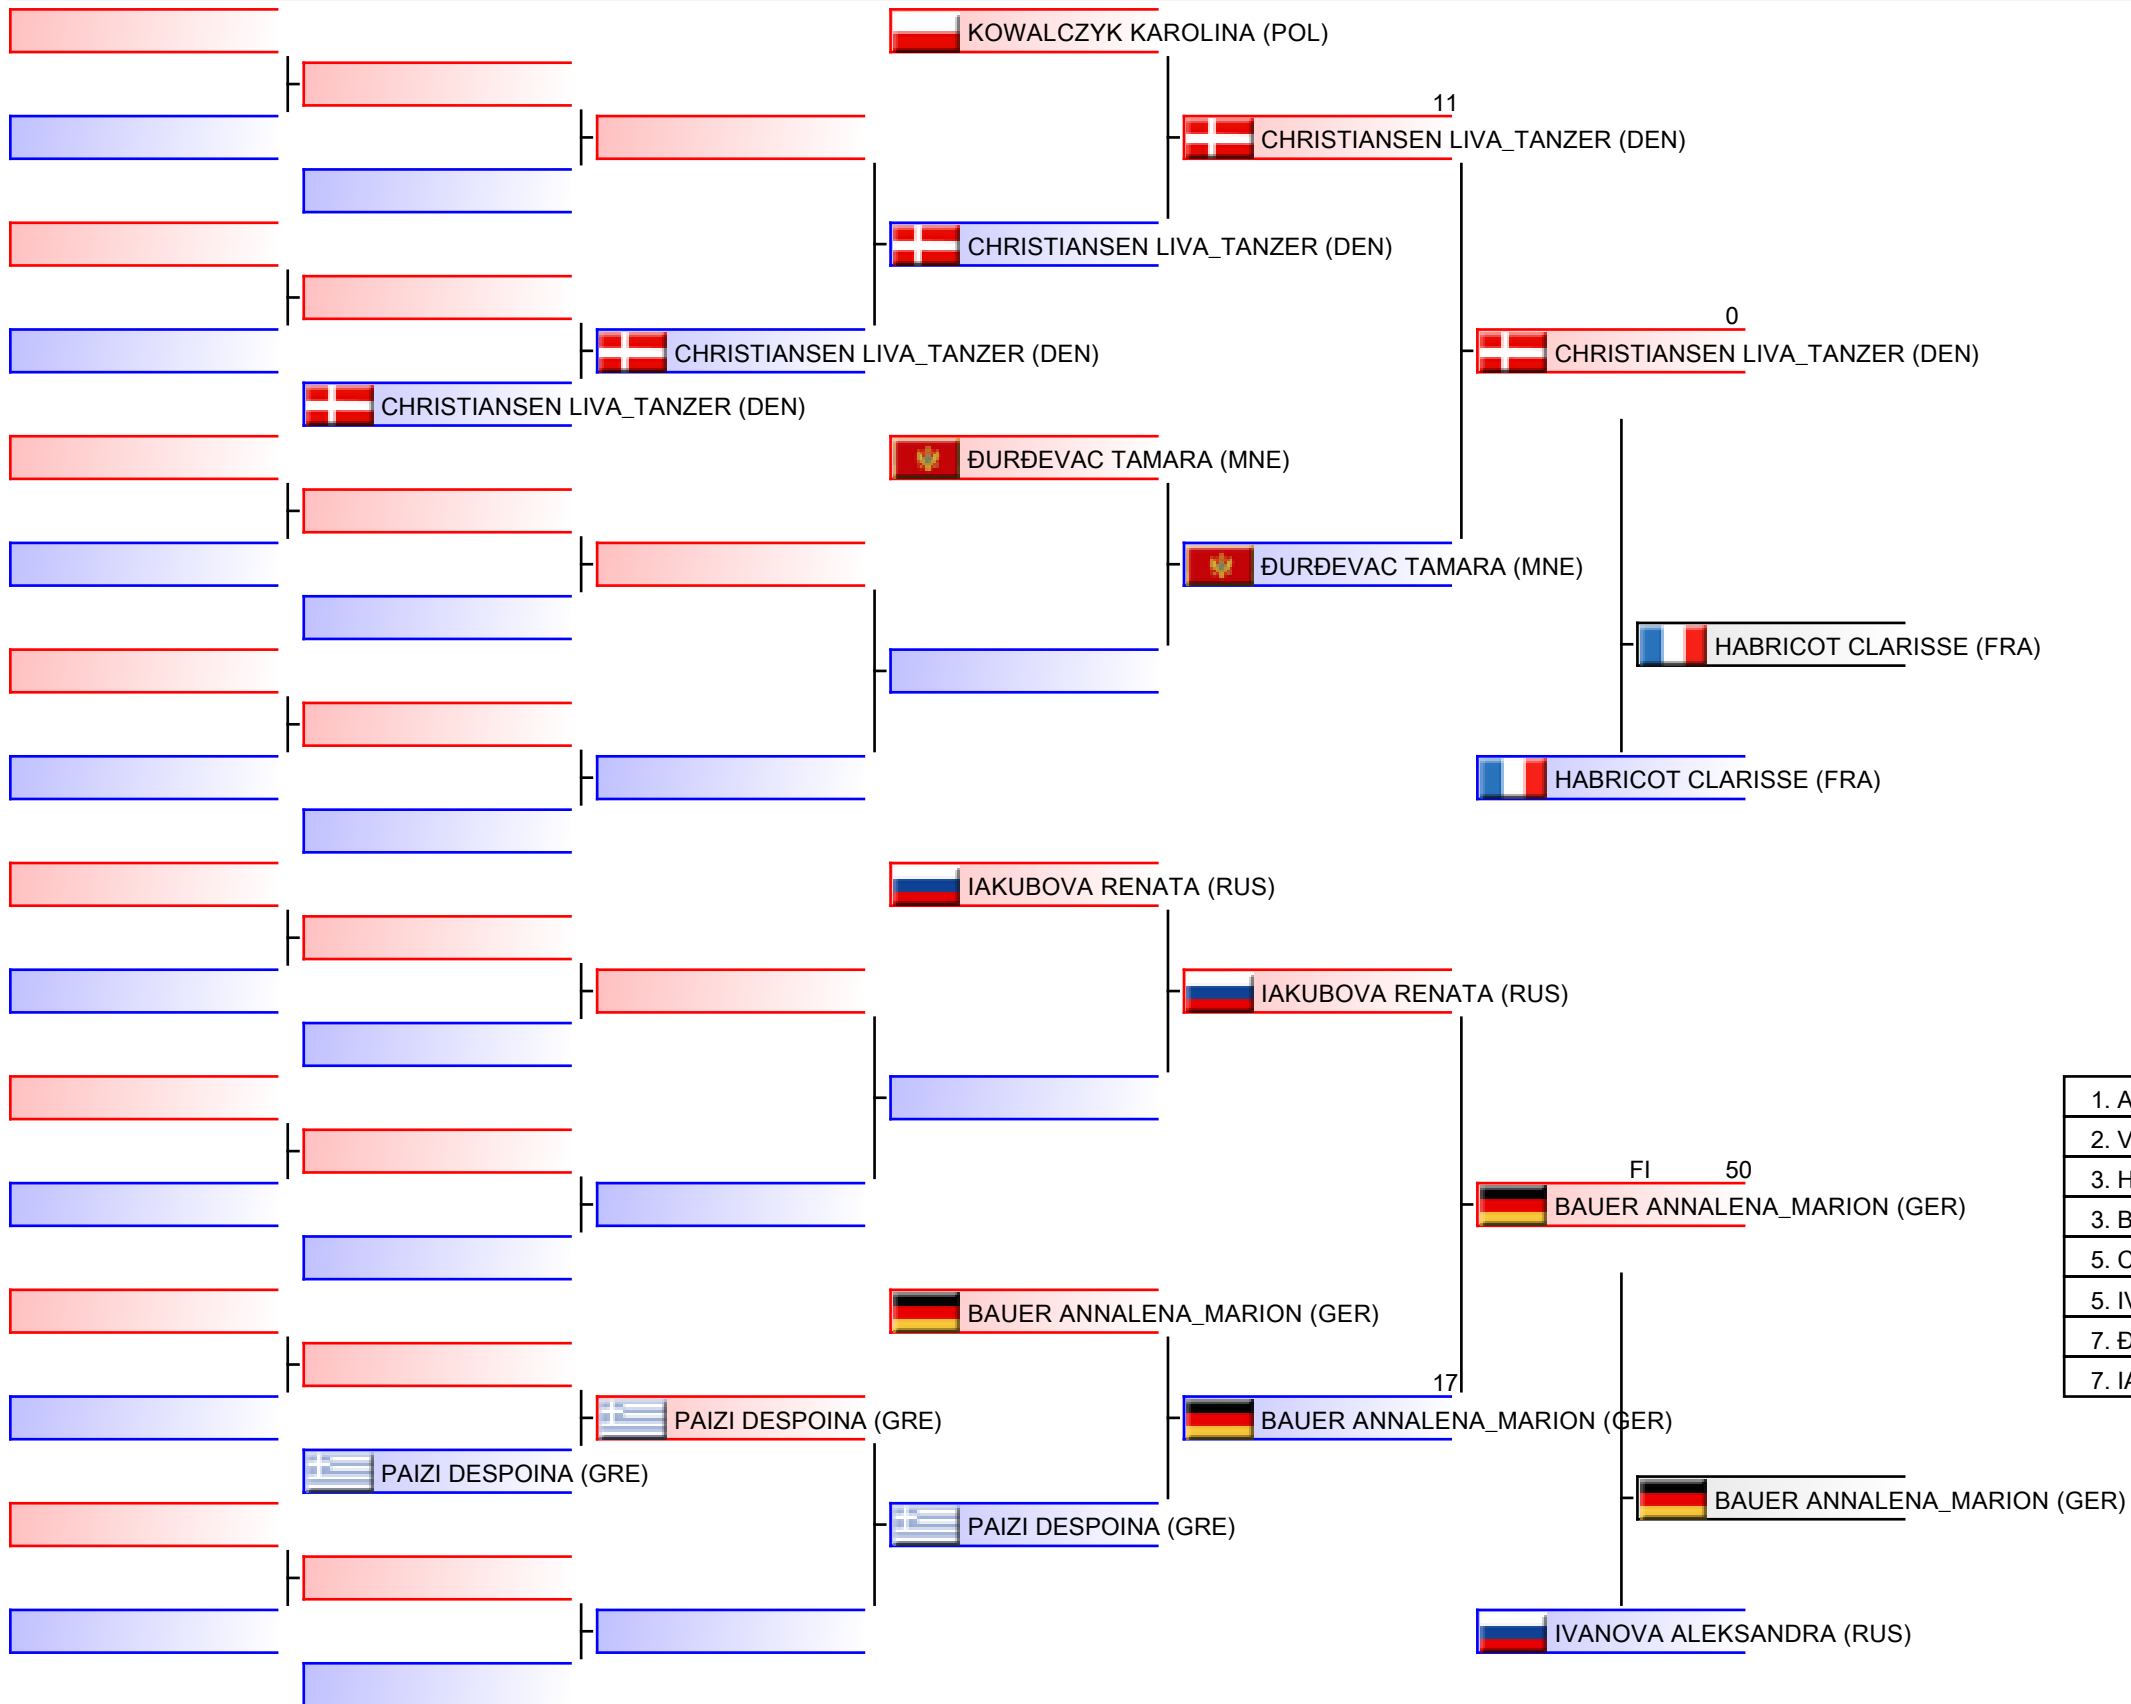 KOWALCZYK KAROLINA (POL)
11
CHRISTIANSEN LIVA_TANZER (DEN)
CHRISTIANSEN LIVA_TANZER (DEN)
0
CHRISTIANSEN LIVA_TANZER (DEN)
CHRISTIANSEN LIVA_TANZER (DEN)
CHRISTIANSEN LIVA_TANZER (DEN)
ĐURĐEVAC TAMARA (MNE)
ĐURĐEVAC TAMARA (MNE)
HABRICOT CLARISSE (FRA)
HABRICOT CLARISSE (FRA)
IAKUBOVA RENATA (RUS)
IAKUBOVA RENATA (RUS)
1. A
2. V
FI 50
3. H
BAUER ANNALENA_MARION (GER)
3. B
5. C
5. IV
BAUER ANNALENA_MARION (GER)
7. Đ
17
7. IA
PAIZI DESPOINA (GRE)
BAUER ANNALENA_MARION (GER)
PAIZI DESPOINA (GRE)
BAUER ANNALENA_MARION (GER)
PAIZI DESPOINA (GRE)
IVANOVA ALEKSANDRA (RUS)